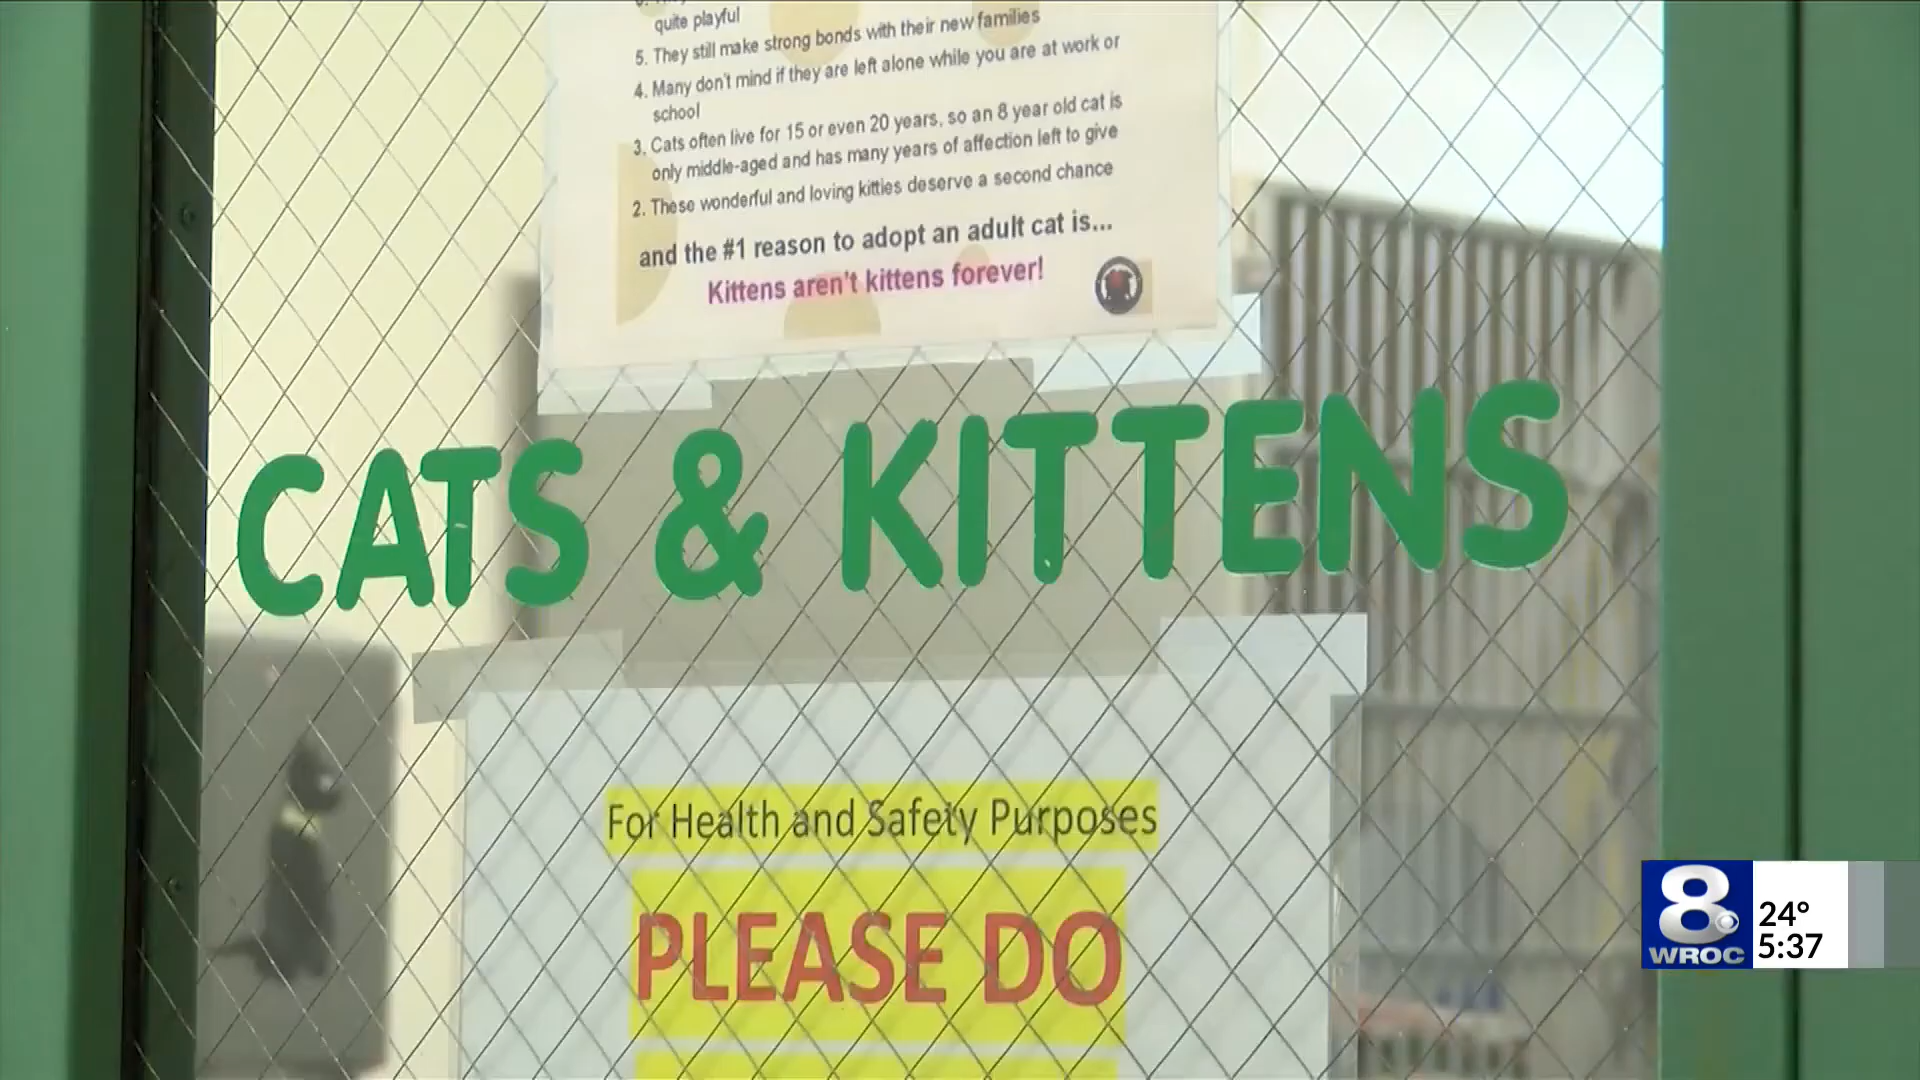 quite playful
5. They still make strong bonds with their new families
4. Many don't mind if they are left alone while you are at work or
school
3. Cats often live for 15 or even 20 years, so an 8 year old cat is
only middle-aged and has many years of affection left to give
2. These wonderful and loving kitties deserve a second chance
and the #1 reason to adopt an adult cat is...
Kittens aren't kittens forever!
CATS & KITTENS
For Health and Safety Purposes
PLEASE DO
8
WROC
24°
5:37